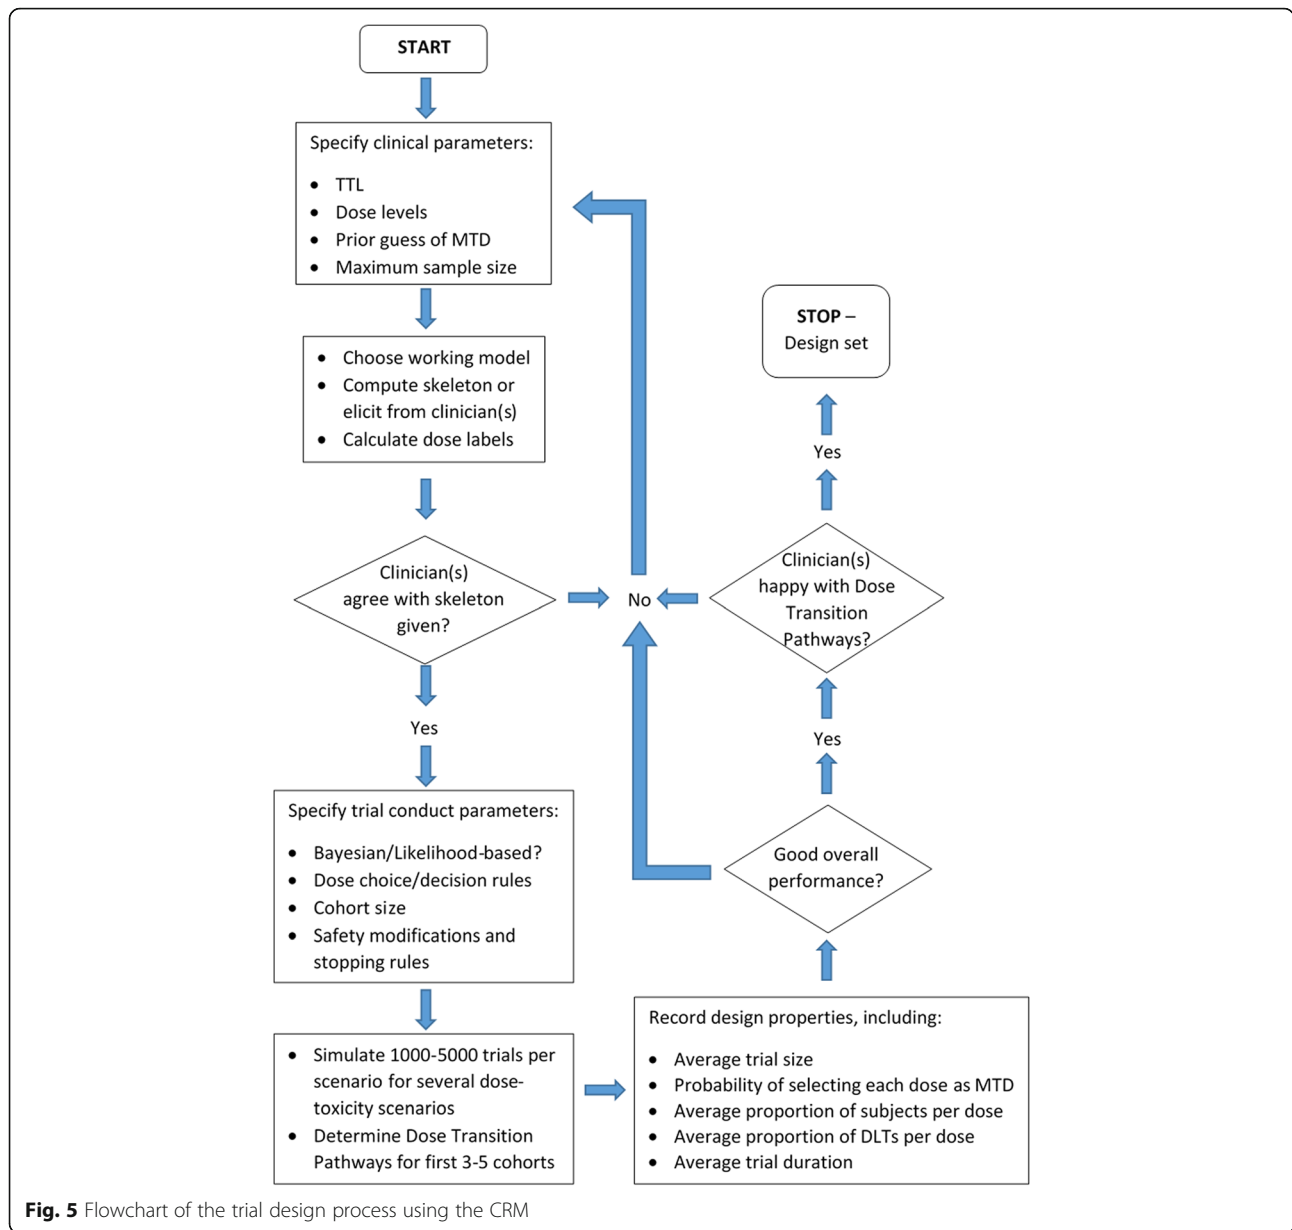 START
Specify clinical parameters:
• TTL
• Dose levels
• Prior guess of MTD
• Maximum sample size
• Choose working model
• Compute skeleton or
elicit from clinician(s)
• Calculate dose labels
Clinician(s)
agree with skeleton
given?
No
Yes
Specify trial conduct parameters:
• Bayesian/Likelihood-based?
• Dose choice/decision rules
• Cohort size
• Safety modifications and
stopping rules
• Simulate 1000-5000 trials per
scenario for several dose-
toxicity scenarios
• Determine Dose Transition
Pathways for first 3-5 cohorts
Record design properties, including:
• Average trial size
• Probability of selecting each dose as MTD
• Average proportion of subjects per dose
• Average proportion of DLTs per dose
• Average trial duration
Good overall
performance?
Yes
Clinician(s)
happy with Dose
Transition
Pathways?
Yes
STOP –
Design set
Fig. 5 Flowchart of the trial design process using the CRM